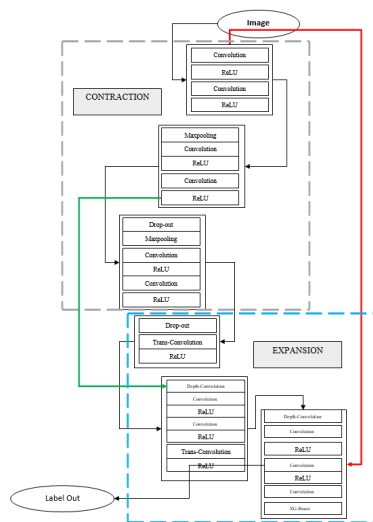 Image
Convolution
ReLU
Convolution
ReLU
CONTRACTION
Maxpooling
Convolution
ReLU
Convolution
ReLU
Drop-out
Maxpooling
Convolution
ReLU
Convolution
ReLU
Drop-out
Trans-Convolution
ReLU
EXPANSION
Depth-Convolution
Convolution
ReLU
Convolution
ReLU
Trans-Convolution
ReLU
Depth-Convolution
Convolution
ReLU
Convolution
ReLU
Convolution
XG-Boost
Label Out